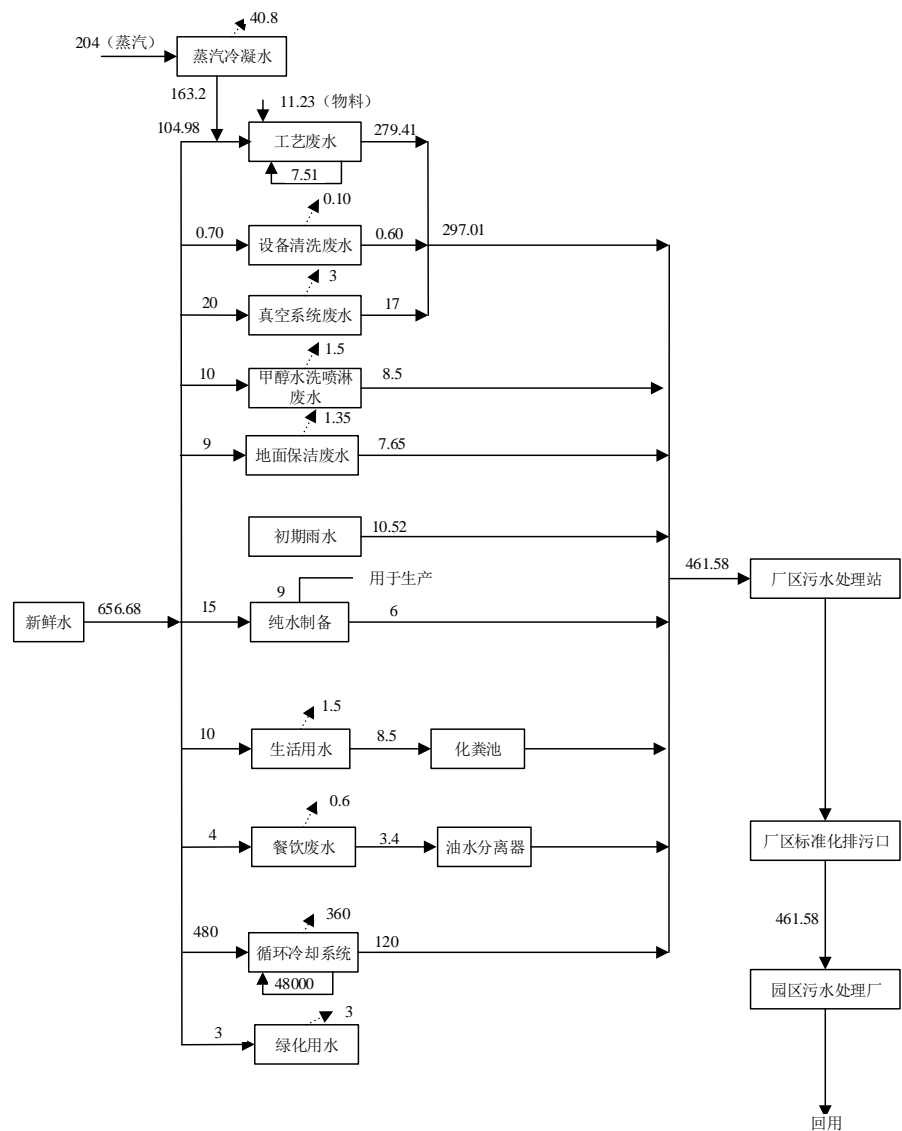 40.8
204（蒸汽）
蒸汽冷凝水
163.2
11.23（物料）
104.98
工艺废水
279.41
7.51
0.10
0.70
设备清洗废水
0.60
297.01
3
20
真空系统废水
17
1.5
10
甲醇水洗喷淋
废水
8.5
1.35
9
地面保洁废水
7.65
初期雨水
10.52
461.58
厂区污水处理站
9
用于生产
新鲜水
656.68
15
纯水制备
6
1.5
10
生活用水
8.5
化粪池
0.6
4
餐饮废水
3.4
油水分离器
厂区标准化排污口
360
461.58
480
循环冷却系统
120
48000
园区污水处理厂
3
3
绿化用水
回用